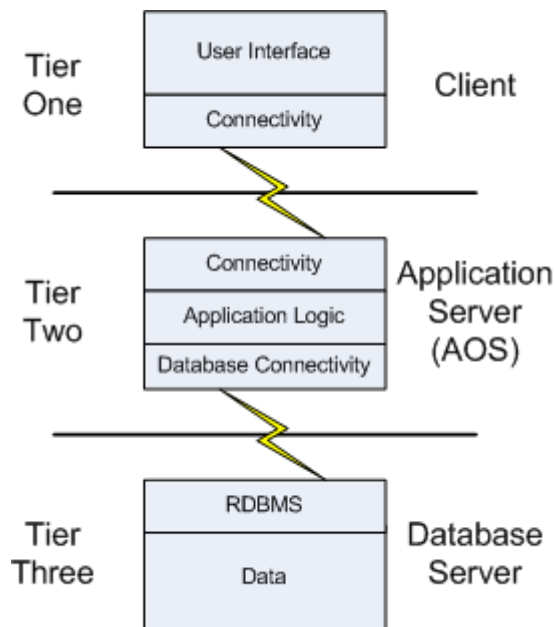 Tier
One
User Interface
Connectivity
Client
Tier
Two
Connectivity
Application Logic
Database Connectivity
Application
Server
(AOS)
Tier
Three
RDBMS
Data
Database
Server